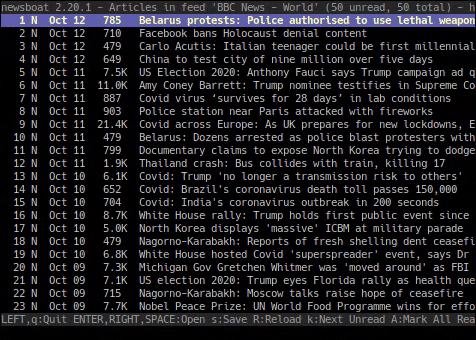 newsboat 2.20.1 - Articles in feed 'BBC News - World' (50 unread, 50 total) - h
1 N Oct 12 785 Belarus protests: Police authorised to use lethal weapon
2 N Oct 12 710 Facebook bans Holocaust denial content
3 N Oct 12 479 Carlo Acutis: Italian teenager could be first millennial
4 N Oct 12 649 China to test city of nine million over five days
5 N Oct 11 7.5K US Election 2020: Anthony Fauci says Trump campaign ad q
6 N Oct 12 11.0K Amy Coney Barrett: Trump nominee testifies in Supreme Co
7 N Oct 12 887 Covid virus ‘survives for 28 days’ in lab conditions
8 N Oct 11 903 Police station near Paris attacked with fireworks
9 N Oct 11 21.4K Covid across Europe: As UK prepares for new lockdowns, E
10 N Oct 11 479 Belarus: Dozens arrested as police blast protesters with
11 N Oct 11 799 Documentary claims to expose North Korea trying to dodge
12 N Oct 11 1.9K Thailand crash: Bus collides with train, killing 17
13 N Oct 10 6.1K Covid: Trump 'no longer a transmission risk to others'
14 N Oct 10 652 Covid: Brazil's coronavirus death toll passes 150,000
15 N Oct 10 704 Covid: India's coronavirus outbreak in 200 seconds
16 N Oct 10 8.7K White House rally: Trump holds first public event since
17 N Oct 10 5.0K North Korea displays 'massive' ICBM at military parade
18 N Oct 10 479 Nagorno-Karabakh: Reports of fresh shelling dent ceasefi
19 N Oct 10 6.8K White House hosted Covid 'superspreader' event, says Dr
20 N Oct 09 7.3K Michigan Gov Gretchen Whitmer was 'moved around' as FBI
21 N Oct 09 7.1K US election 2020: Trump eyes Florida rally as health que
22 N Oct 09 715 Nagorno-Karabakh: Moscow talks raise hope of ceasefire
23 N Oct 09 7.7K Nobel Peace Prize: UN World Food Programme wins for effo
LEFT,q:Quit ENTER,RIGHT,SPACE:Open s:Save R:Reload k:Next Unread A:Mark All Rea